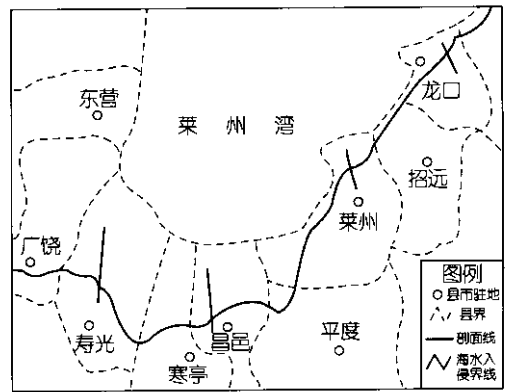 东营
莱州湾
龙口
招远
莱州
广饶
寿光
昌邑
寒亭
平度
图例
县市驻地
县界
剖面线
海水入
侵界线